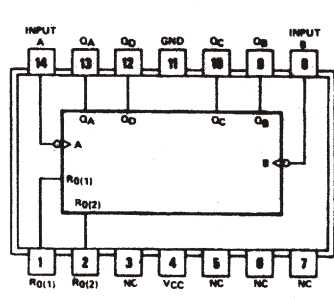 INPUT A QA QD GND QC QB INPUT B
14 13 12 11 10 9 8
QA QD QC QB
A B
R0(1)
R0(2)
1 2 3 4 5 6 7
R0(1) R0(2) NC VCC NC NC NC